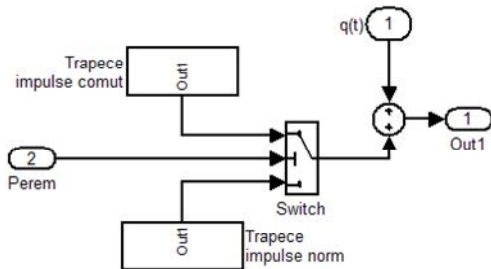 q(t)
1
Trapece
impulse comut
Out1
1
Out1
2
Perem
Switch
Out1
Trapece
impulse norm